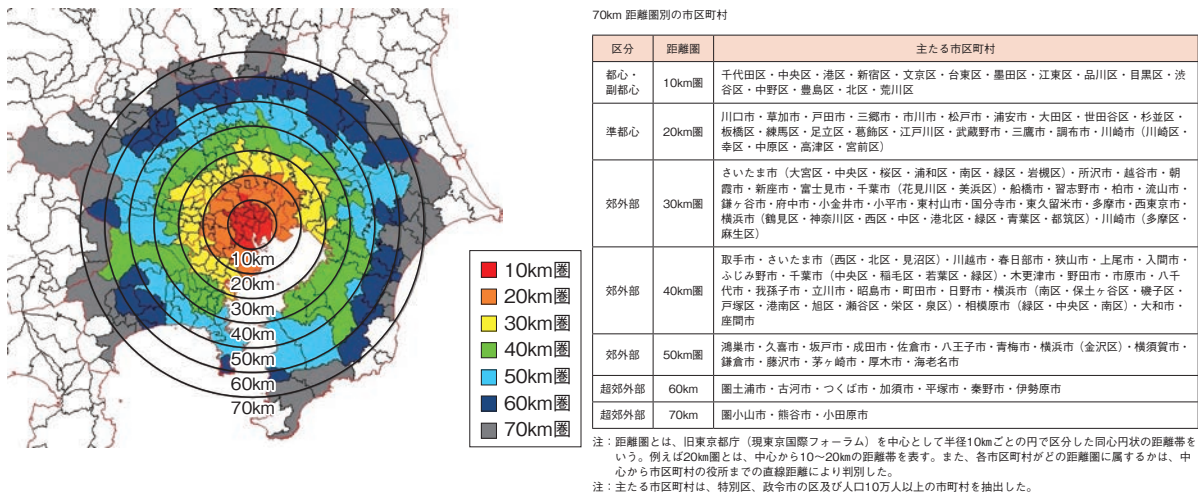 10km
20km
30km
40km
50km
60km
70km
10km圏
20km圏
30km圏
40km圏
50km圏
60km圏
70km圏
70km 距離圏別の市区町村
区分 距離圏 主たる市区町村
都心・
副都心 10km圏 千代田区・中央区・港区・新宿区・文京区・台東区・墨田区・江東区・品川区・目黒区・渋
谷区・中野区・豊島区・北区・荒川区
準都心 20km圏 川口市・草加市・戸田市・三郷市・市川市・松戸市・浦安市・大田区・世田谷区・杉並区・
板橋区・練馬区・足立区・葛飾区・江戸川区・武蔵野市・三鷹市・調布市・川崎市（川崎区・
幸区・中原区・高津区・宮前区）
郊外部 30km圏 さいたま市（大宮区・中央区・桜区・浦和区・南区・緑区・岩槻区）・所沢市・越谷市・朝
霞市・新座市・富士見市・千葉市（花見川区・美浜区）・船橋市・習志野市・柏市・流山市・
鎌ヶ谷市・府中市・小金井市・小平市・東村山市・国分寺市・東久留米市・多摩市・西東京市・
横浜市（鶴見区・神奈川区・西区・中区・港北区・緑区・青葉区・都筑区）・川崎市（多摩区・
麻生区）
郊外部 40km圏 取手市・さいたま市（西区・北区・見沼区）・川越市・春日部市・狭山市・上尾市・入間市・
ふじみ野市・千葉市（中央区・稲毛区・若葉区・緑区）・木更津市・野田市・市原市・八千
代市・我孫子市・立川市・昭島市・町田市・日野市・横浜市（南区・保土ヶ谷区・磯子区・
戸塚区・港南区・旭区・瀬谷区・栄区・泉区）・相模原市（緑区・中央区・南区）・大和市・
座間市
郊外部 50km圏 鴻巣市・久喜市・坂戸市・成田市・佐倉市・八王子市・青梅市・横浜市（金沢区）・横須賀市・
鎌倉市・藤沢市・茅ヶ崎市・厚木市・海老名市
超郊外部 60km 圏土浦市・古河市・つくば市・加須市・平塚市・秦野市・伊勢原市
超郊外部 70km 圏小山市・熊谷市・小田原市
注：距離圏とは、旧東京都庁（現東京国際フォーラム）を中心として半径10kmごとの円で区分した同心円状の距離帯を
いう。例えば20km圏とは、中心から10～20kmの距離帯を表す。また、各市区町村がどの距離圏に属するかは、中
心から市区町村の役所までの直線距離により判別した。
注：主たる市区町村は、特別区、政令市の区及び人口10万人以上の市町村を抽出した。